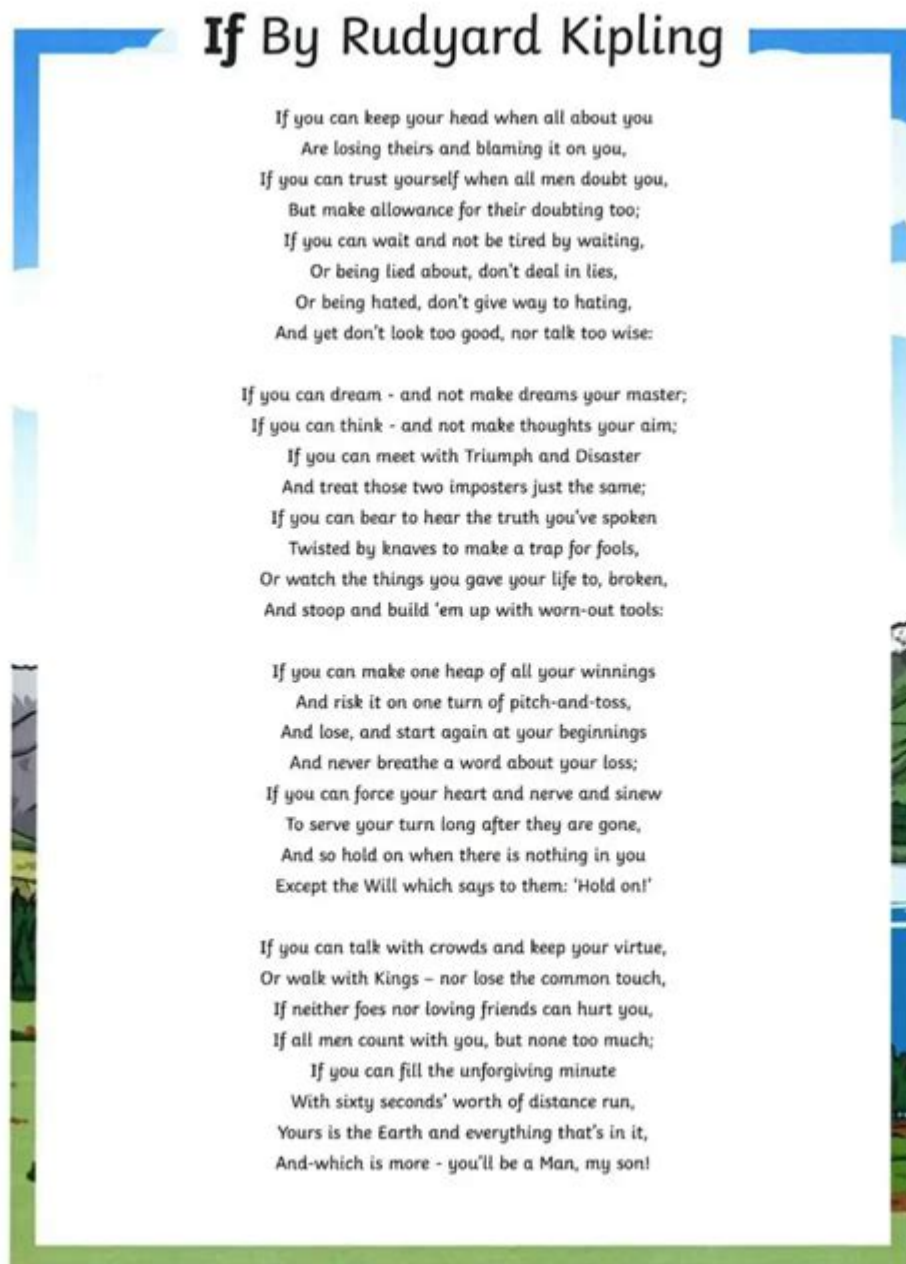 If By Rudyard Kipling
If you can keep your head when all about you
Are losing theirs and blaming it on you,
If you can trust yourself when all men doubt you,
But make allowance for their doubting too;
If you can wait and not be tired by waiting,
Or being lied about, don't deal in lies,
Or being hated, don't give way to hating,
And yet don't look too good, nor talk too wise:
If you can dream - and not make dreams your master;
If you can think - and not make thoughts your aim;
If you can meet with Triumph and Disaster
And treat those two imposters just the same;
If you can bear to hear the truth you've spoken
Twisted by knaves to make a trap for fools,
Or watch the things you gave your life to, broken,
And stoop and build 'em up with worn-out tools:
If you can make one heap of all your winnings
And risk it on one turn of pitch-and-toss,
And lose, and start again at your beginnings
And never breathe a word about your loss;
If you can force your heart and nerve and sinew
To serve your turn long after they are gone,
And so hold on when there is nothing in you
Except the Will which says to them: 'Hold on!'
If you can talk with crowds and keep your virtue,
Or walk with Kings – nor lose the common touch,
If neither foes nor loving friends can hurt you,
If all men count with you, but none too much;
If you can fill the unforgiving minute
With sixty seconds' worth of distance run,
Yours is the Earth and everything that's in it,
And-which is more - you'll be a Man, my son!